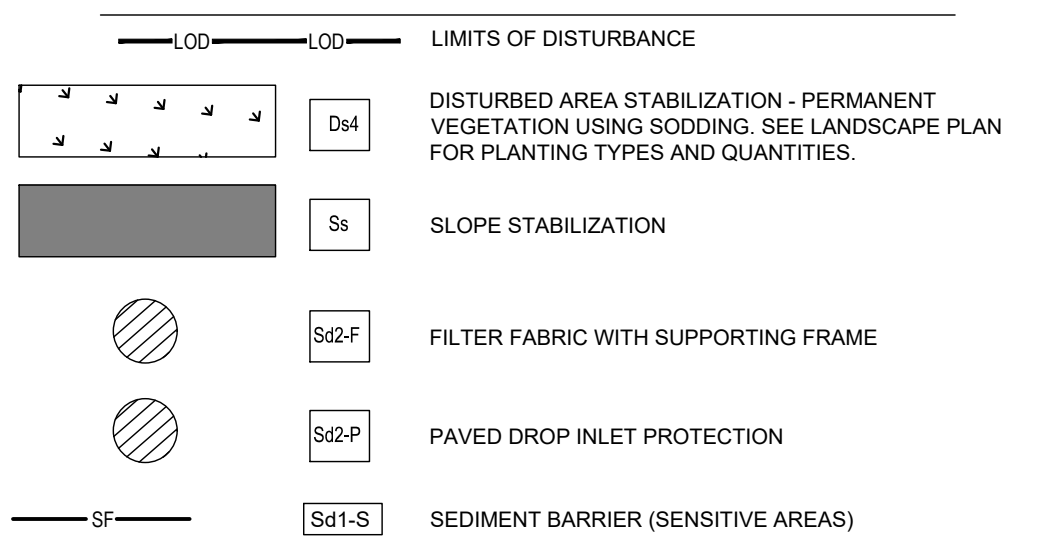 LOD LOD LIMITS OF DISTURBANCE
Ds4
DISTURBED AREA STABILIZATION - PERMANENT
VEGETATION USING SODDING. SEE LANDSCAPE PLAN
FOR PLANTING TYPES AND QUANTITIES.
Ss SLOPE STABILIZATION
Sd2-F FILTER FABRIC WITH SUPPORTING FRAME
Sd2-P PAVED DROP INLET PROTECTION
SF Sd1-S SEDIMENT BARRIER (SENSITIVE AREAS)